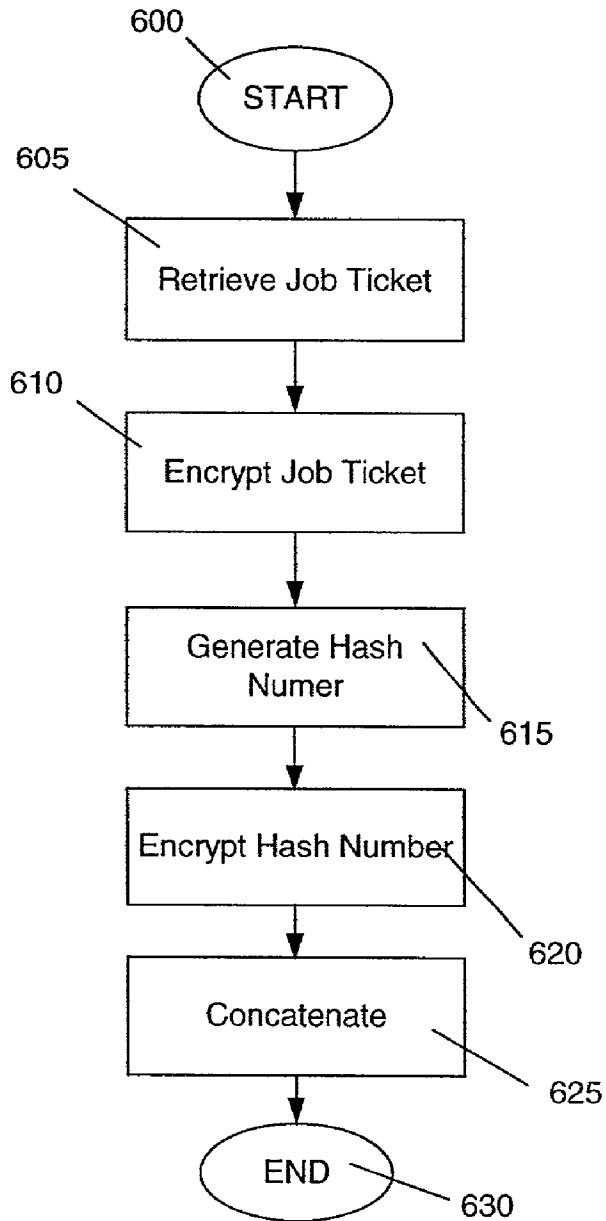 600
START
605
Retrieve Job Ticket
610
Encrypt Job Ticket
Generate Hash
Numer
615
Encrypt Hash Number
620
Concatenate
625
END
630